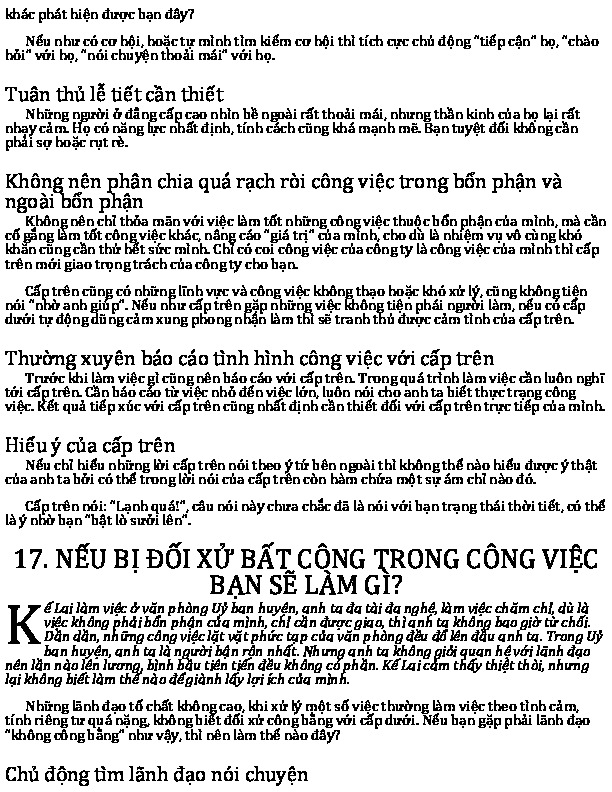 khác phát hiện được bạn đây?
Nếu như có cơ hội, hoặc tự mình tìm kiếm cơ hội thì tích cực chủ động “tiếp cận” họ, “chào
hỏi” với họ, “nói chuyện thoải mái” với họ.
Tuân thủ lễ tiết cần thiết
Những người ở đẳng cấp cao nhìn bề ngoài rất thoải mái, nhưng thần kinh của họ lại rất
nhạy cảm. Họ có năng lực nhất định, tính cách cũng khá mạnh mẽ. Bạn tuyệt đối không cần
phải sợ hoặc rụt rè.
Không nên phân chia quá rạch ròi công việc trong bổn phận và
ngoài bổn phận
Không nên chỉ thỏa mãn với việc làm tốt những công việc thuộc bổn phận của mình, mà cần
cố gắng làm tốt công việc khác, nâng cáo “giá trị” của mình, cho dù là nhiệm vụ vô cùng khó
khăn cũng cần thử hết sức mình. Chỉ có coi công việc của công ty là công việc của mình thì cấp
trên mới giao trọng trách của công ty cho bạn.
Cấp trên cũng có những lĩnh vực và công việc không thạo hoặc khó xử lý, cũng không tiện
nói “nhờ anh giúp”. Nếu như cấp trên gặp những việc không tiện phái người làm, nếu có cấp
dưới tự động dũng cảm xung phong nhận làm thì sẽ tranh thủ được cảm tình của cấp trên.
Thường xuyên báo cáo tình hình công việc với cấp trên
Trước khi làm việc gì cũng nên báo cáo với cấp trên. Trong quá trình làm việc cần luôn nghĩ
tới cấp trên. Cần báo cáo từ việc nhỏ đến việc lớn, luôn nói cho anh ta biết thực trạng công
việc. Kết quả tiếp xúc với cấp trên cũng nhất định cần thiết đối với cấp trên trực tiếp của mình.
Hiểu ý của cấp trên
Nếu chỉ hiểu những lời cấp trên nói theo ý tứ bên ngoài thì không thể nào hiểu được ý thật
của anh ta bởi có thể trong lời nói của cấp trên còn hàm chứa một sự ám chỉ nào đó.
Cấp trên nói: “Lạnh quá!”, câu nói này chưa chắc đã là nói với bạn trạng thái thời tiết, có thể
là ý nhờ bạn “bật lò sưởi lên”.
17. NẾU BỊ ĐỐI XỬ BẤT CÔNG TRONG CÔNG VIỆC
BẠN SẼ LÀM GÌ?
Kể Lai làm việc ở văn phòng Uỷ ban huyện, anh ta đa tài đa nghệ, làm việc chăm chỉ, dù là
việc không phải bổn phận của mình, chỉ cần được giao, thì anh ta không bao giờ từ chối.
Dần dần, những công việc lặt vặt phức tạp của văn phòng đều đổ lên đầu anh ta. Trong Uỷ
ban huyện, anh ta là người bận rộn nhất. Nhưng anh ta không giỏi quan hệ với lãnh đạo
nên lần nào lên lương, bình bầu tiên tiến đều không có phần. Kể Lai cảm thấy thiệt thòi, nhưng
lại không biết làm thế nào để giành lấy lợi ích của mình.
Những lãnh đạo tố chất không cao, khi xử lý một số việc thường làm việc theo tình cảm,
tính riêng tư quá nặng, không biết đối xử công bằng với cấp dưới. Nếu bạn gặp phải lãnh đạo
“không công bằng” như vậy, thì nên làm thế nào đây?
Chủ động tìm lãnh đạo nói chuyện